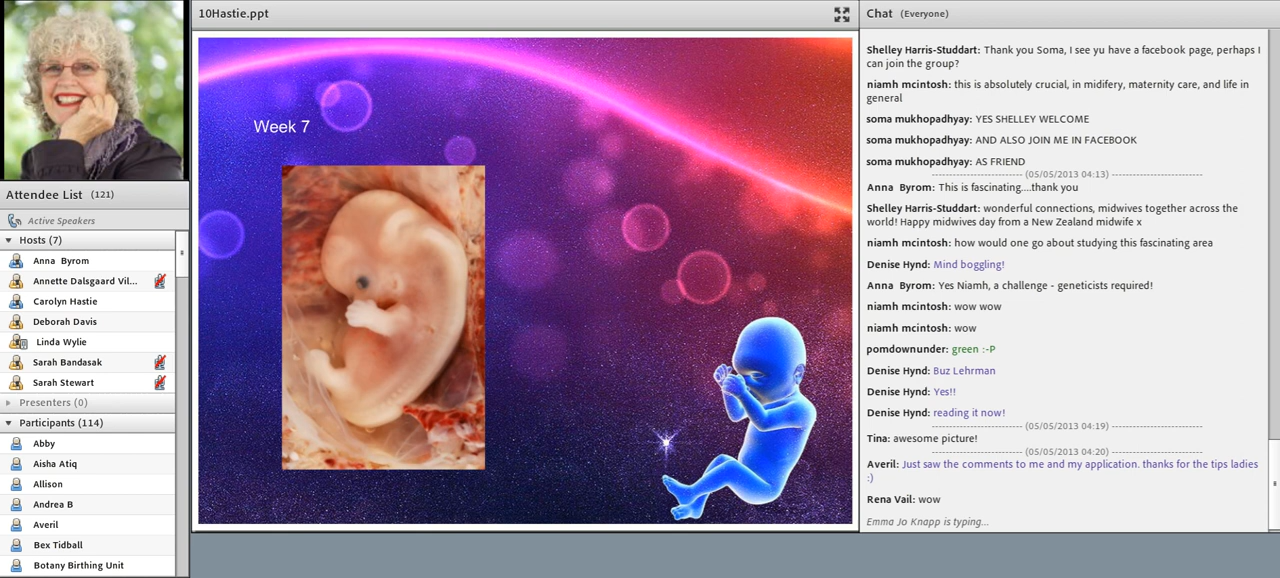 10Hastie.ppt
Week 7
Attendee List (121)
Active Speakers
Hosts (7)
Anna Byrom
Annette Dalsgaard Vil...
Carolyn Hastie
Deborah Davis
Linda Wylie
Sarah Bandasak
Sarah Stewart
Presenters (0)
Participants (114)
Abby
Aisha Atiq
Allison
Andrea B
Averil
Bex Tidball
Botany Birthing Unit
Chat (Everyone)
Shelley Harris-Studdart: Thank you Soma, I see yu have a facebook page, perhaps I
can join the group?
niamh mcintosh: this is absolutely crucial, in midifery, maternity care, and life in
general
soma mukhopadhyay: YES SHELLEY WELCOME
soma mukhopadhyay: AND ALSO JOIN ME IN FACEBOOK
soma mukhopadhyay: AS FRIEND
(05/05/2013 04:13)
Anna Byrom: This is fascinating....thank you
Shelley Harris-Studdart: wonderful connections, midwives together across the
world! Happy midwives day from a New Zealand midwife x
niamh mcintosh: how would one go about studying this fascinating area
Denise Hynd: Mind boggling!
Anna Byrom: Yes Niamh, a challenge - geneticists required!
niamh mcintosh: wow wow
niamh mcintosh: wow
pomdownunder: green :-P
Denise Hynd: Buz Lehrman
Denise Hynd: Yes!!
Denise Hynd: reading it now!
(05/05/2013 04:19)
Tina: awesome picture!
(05/05/2013 04:20)
Averil: Just saw the comments to me and my application. thanks for the tips ladies
:)
Rena Vail: wow
Emma Jo Knapp is typing...